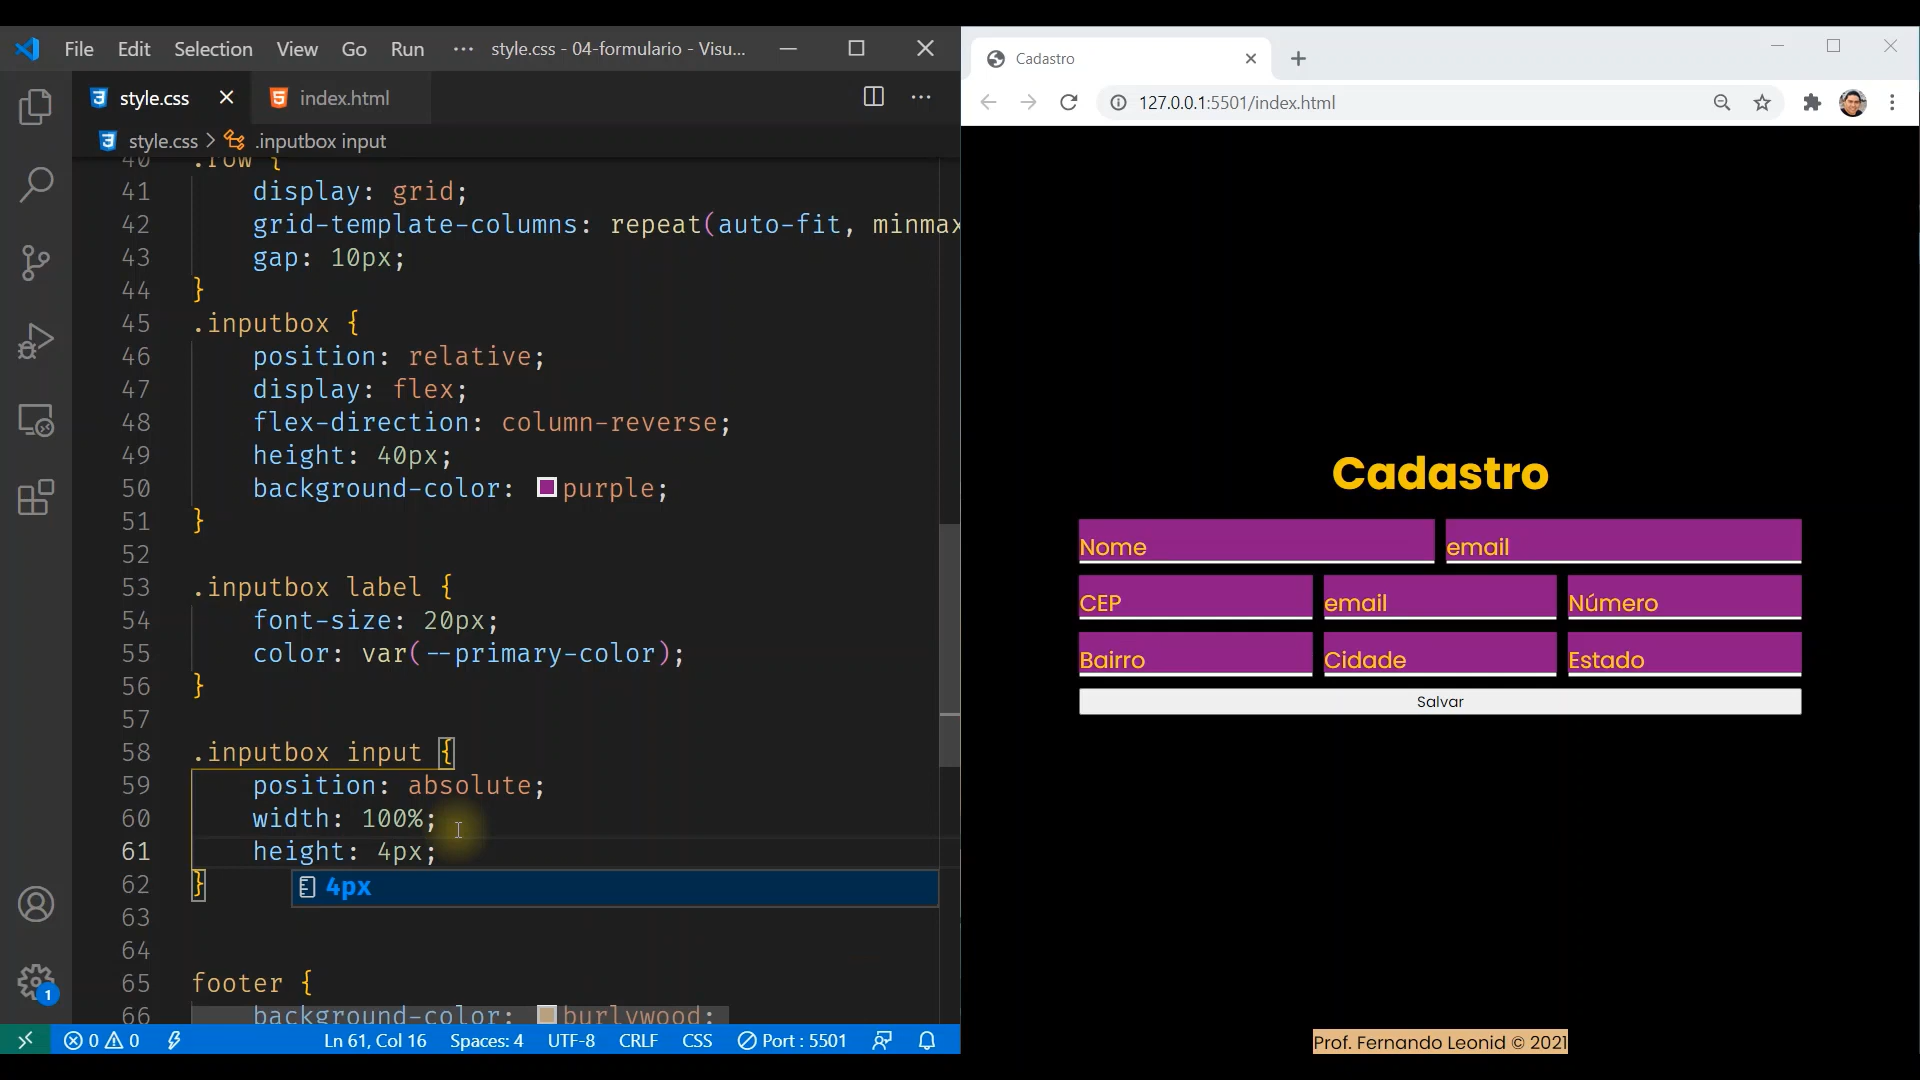 File Edit Selection View Go Run ··· style.css - 04-formulario - Visu...
style.css index.html
style.css > .inputbox input
40 .row {
41 display: grid;
42 grid-template-columns: repeat(auto-fit, minmax
43 gap: 10px;
44 }
45 .inputbox {
46 position: relative;
47 display: flex;
48 flex-direction: column-reverse;
49 height: 40px;
50 background-color: purple;
51 }
52
53 .inputbox label {
54 font-size: 20px;
55 color: var(--primary-color);
56 }
57
58 .inputbox input {
59 position: absolute;
60 width: 100%;
61 height: 4px;
62 }
4px
63
64
65 footer {
66 background-color: burlywood;
1
0 0 Ln 61, Col 16 Spaces: 4 UTF-8 CRLF CSS Port : 5501
Cadastro
127.0.0.1:5501/index.html
Cadastro
Nome email
CEP email Número
Bairro Cidade Estado
Salvar
Prof. Fernando Leonid © 2021